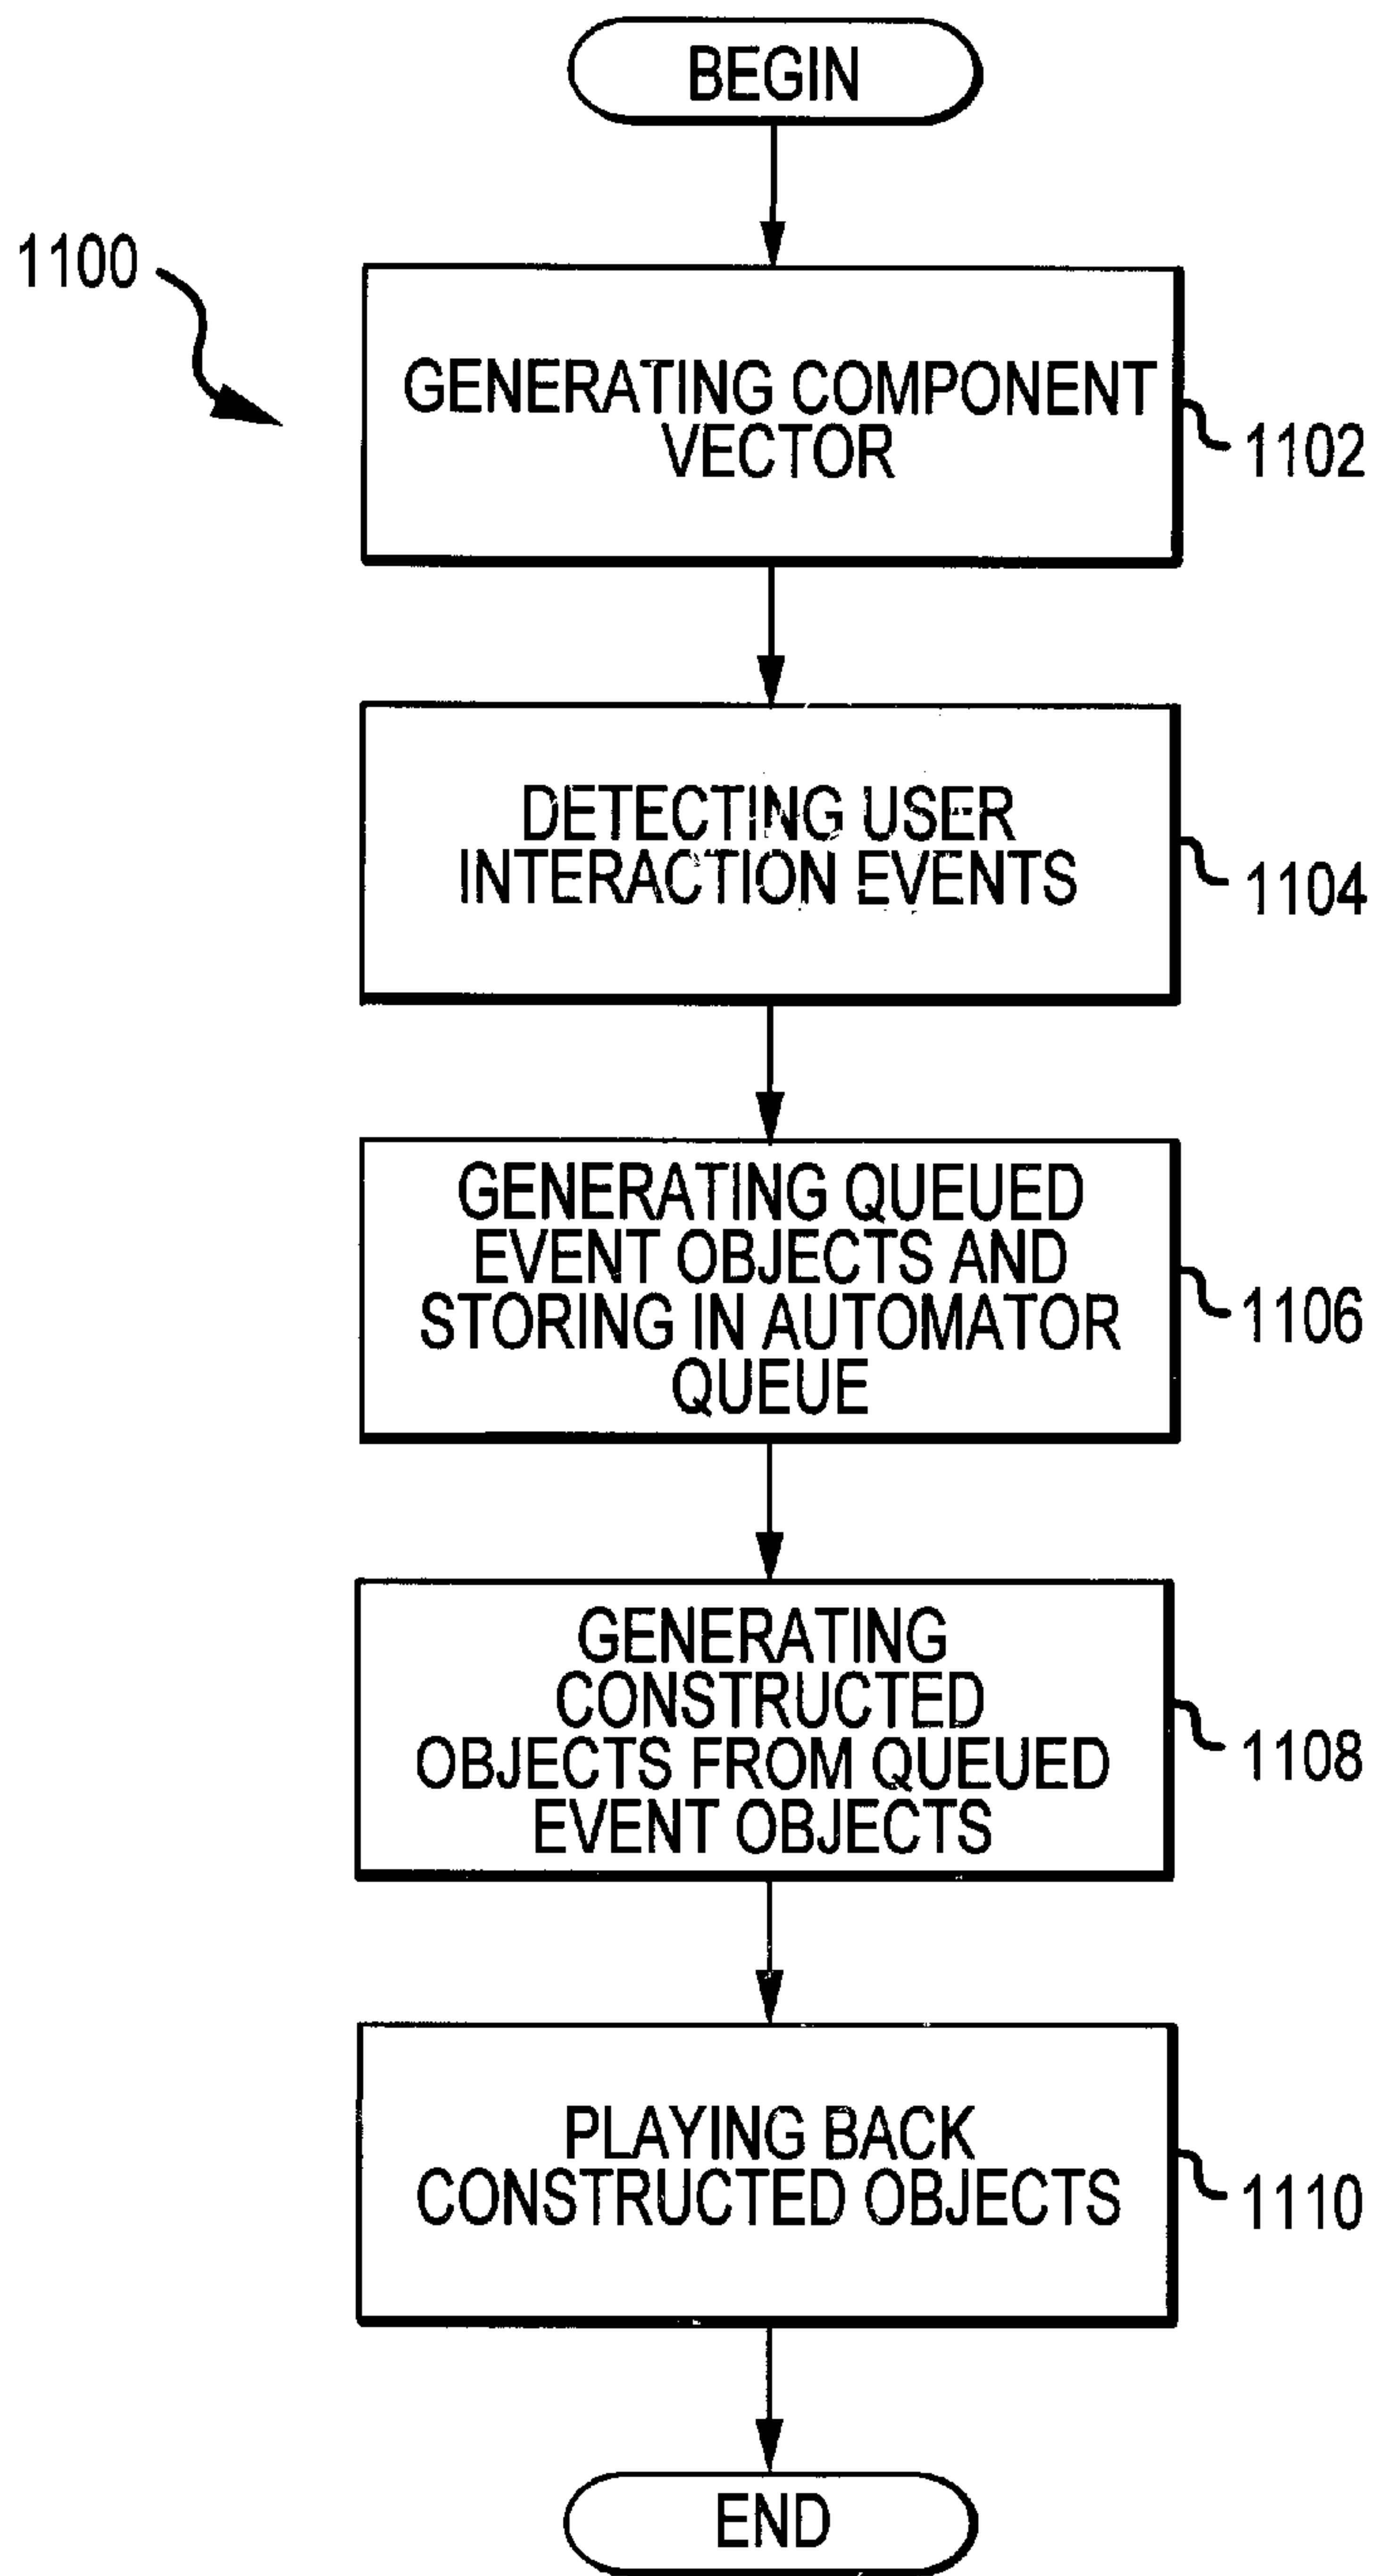 BEGIN
1100
GENERATING COMPONENT
VECTOR
1102
DETECTING USER
INTERACTION EVENTS
1104
GENERATING QUEUED
EVENT OBJECTS AND
STORING IN AUTOMATOR
QUEUE
1106
GENERATING
CONSTRUCTED
OBJECTS FROM QUEUED
EVENT OBJECTS
1108
PLAYING BACK
CONSTRUCTED OBJECTS
1110
END